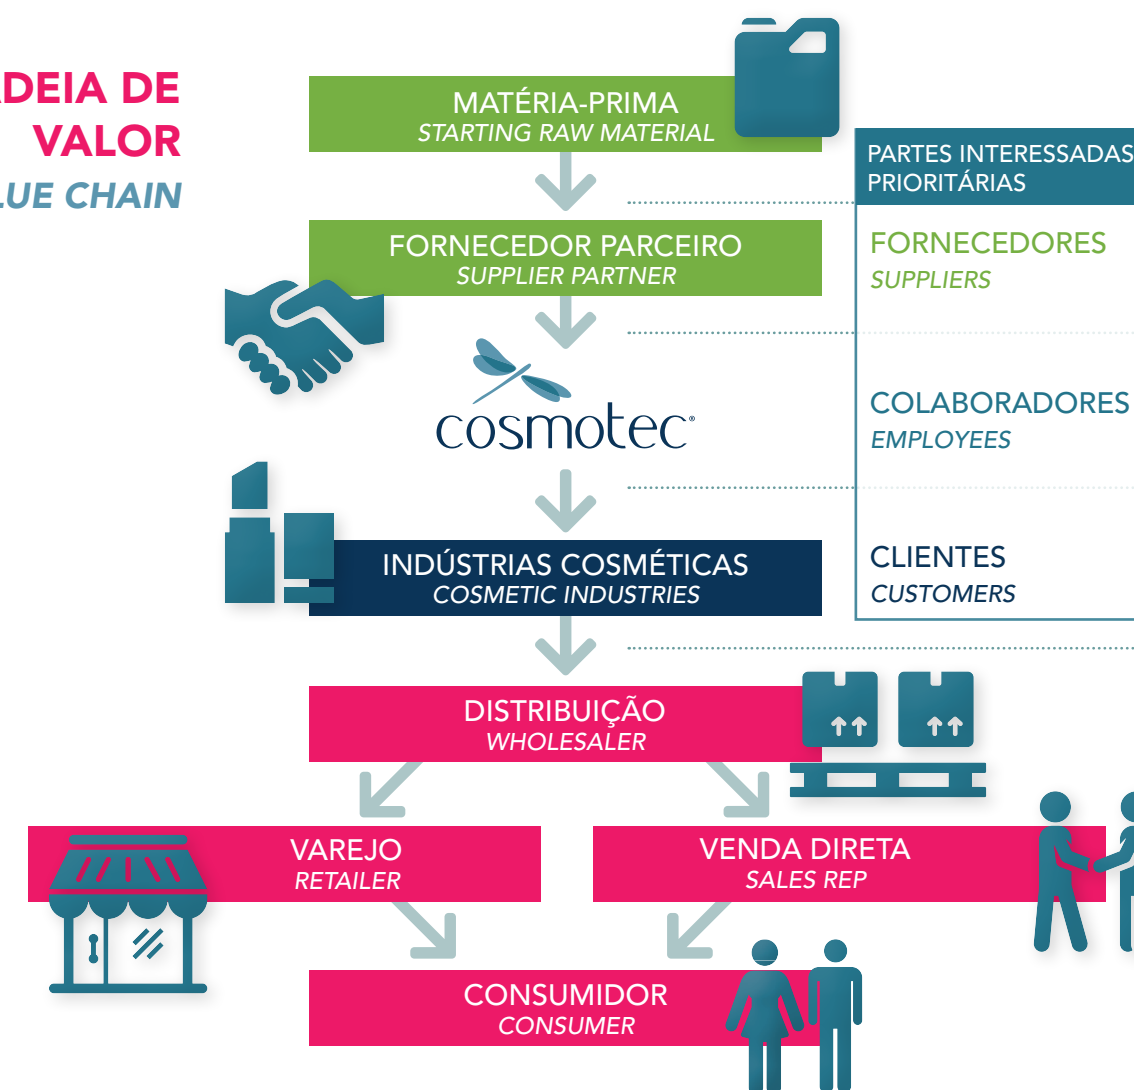 ADEIA DE
VALOR
LUE CHAIN
MATÉRIA-PRIMA
STARTING RAW MATERIAL
PARTES INTERESSADAS
PRIORITÁRIAS
FORNECEDOR PARCEIRO
SUPPLIER PARTNER
FORNECEDORES
SUPPLIERS
cosmotec®
COLABORADORES
EMPLOYEES
INDÚSTRIAS COSMÉTICAS
COSMETIC INDUSTRIES
CLIENTES
CUSTOMERS
DISTRIBUIÇÃO
WHOLESALER
VAREJO
RETAILER
VENDA DIRETA
SALES REP
CONSUMIDOR
CONSUMER